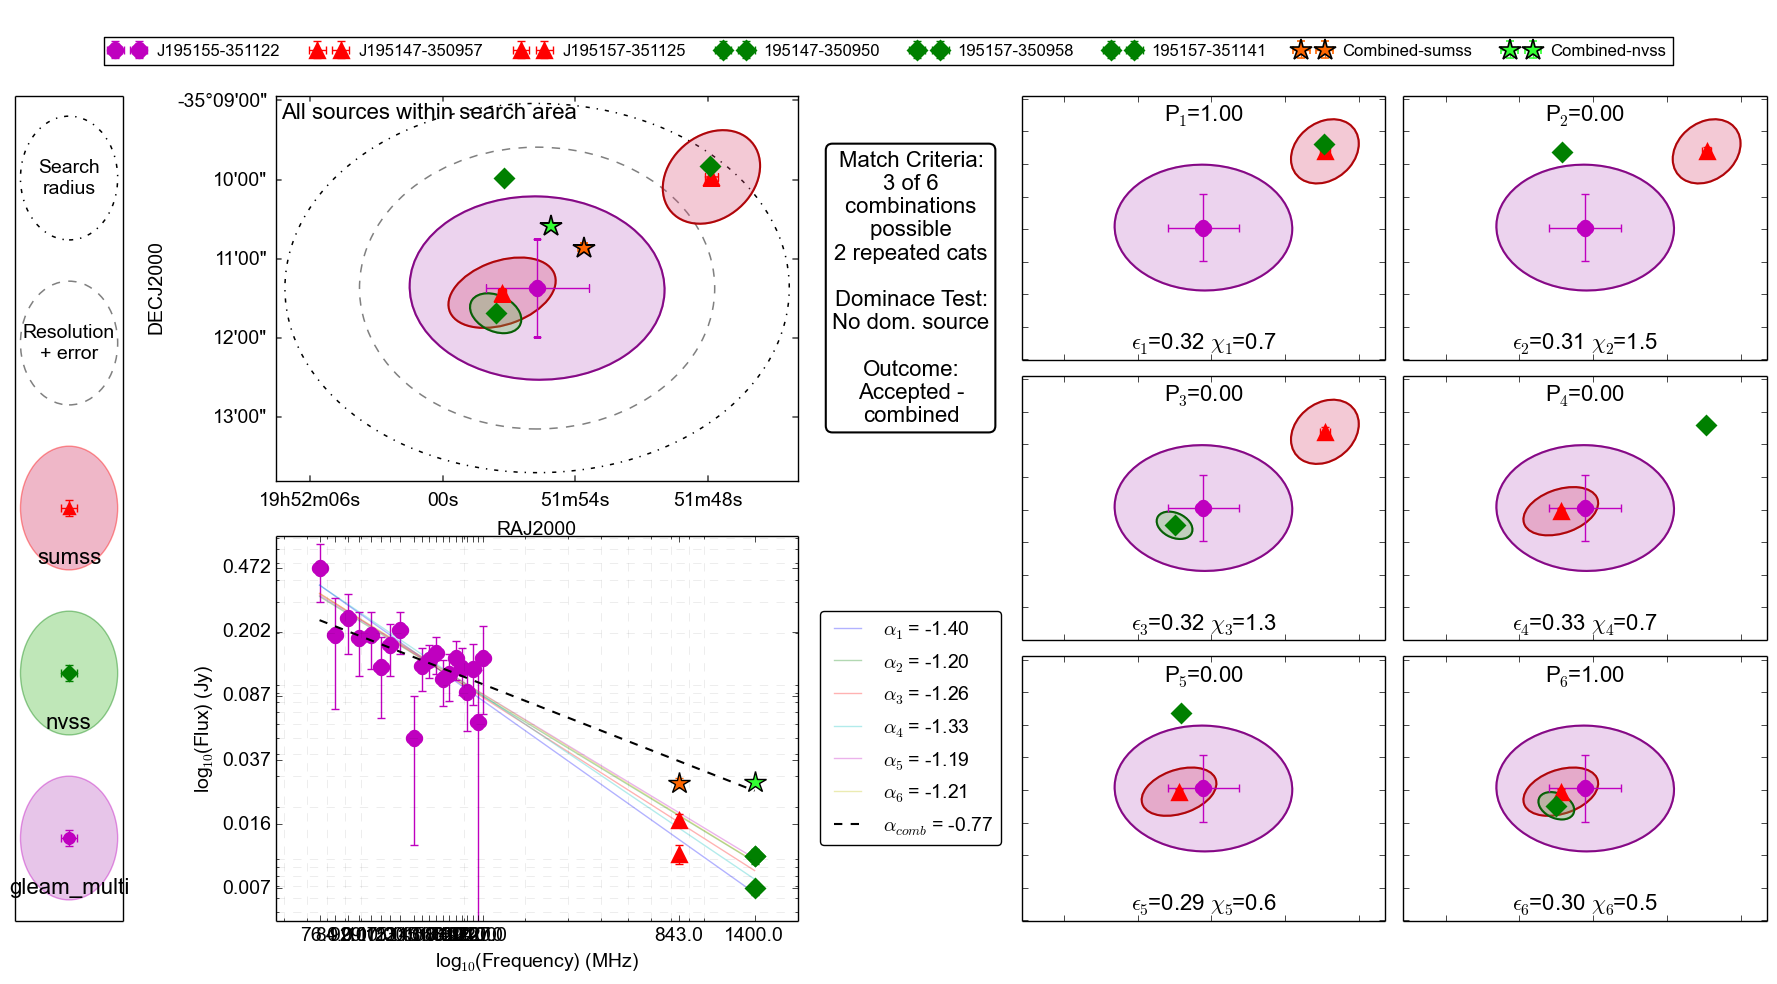 J195155-351122 J195147-350957 J195157-351125 195147-350950 195157-350958 195157-351141 Combined-sumss Combined-nvss
Search
radius
Resolution
+ error
sumss
nvss
gleam_multi
All sources within search area
-35°09'00"
10'00"
11'00"
12'00"
13'00"
DECJ2000
19h52m06s 00s 51m54s 51m48s
RAJ2000
Match Criteria:
3 of 6
combinations
possible
2 repeated cats
Dominace Test:
No dom. source
Outcome:
Accepted -
combined
0.472
0.202
0.087
0.037
0.016
0.007
log10(Flux) (Jy)
843.0 1400.0
log10(Frequency) (MHz)
α1 = -1.40
α2 = -1.20
α3 = -1.26
α4 = -1.33
α5 = -1.19
α6 = -1.21
αcomb = -0.77
P1=1.00
ϵ1=0.32 χ1=0.7
P2=0.00
ϵ2=0.31 χ2=1.5
P3=0.00
ϵ3=0.32 χ3=1.3
P4=0.00
ϵ4=0.33 χ4=0.7
P5=0.00
ϵ5=0.29 χ5=0.6
P6=1.00
ϵ6=0.30 χ6=0.5